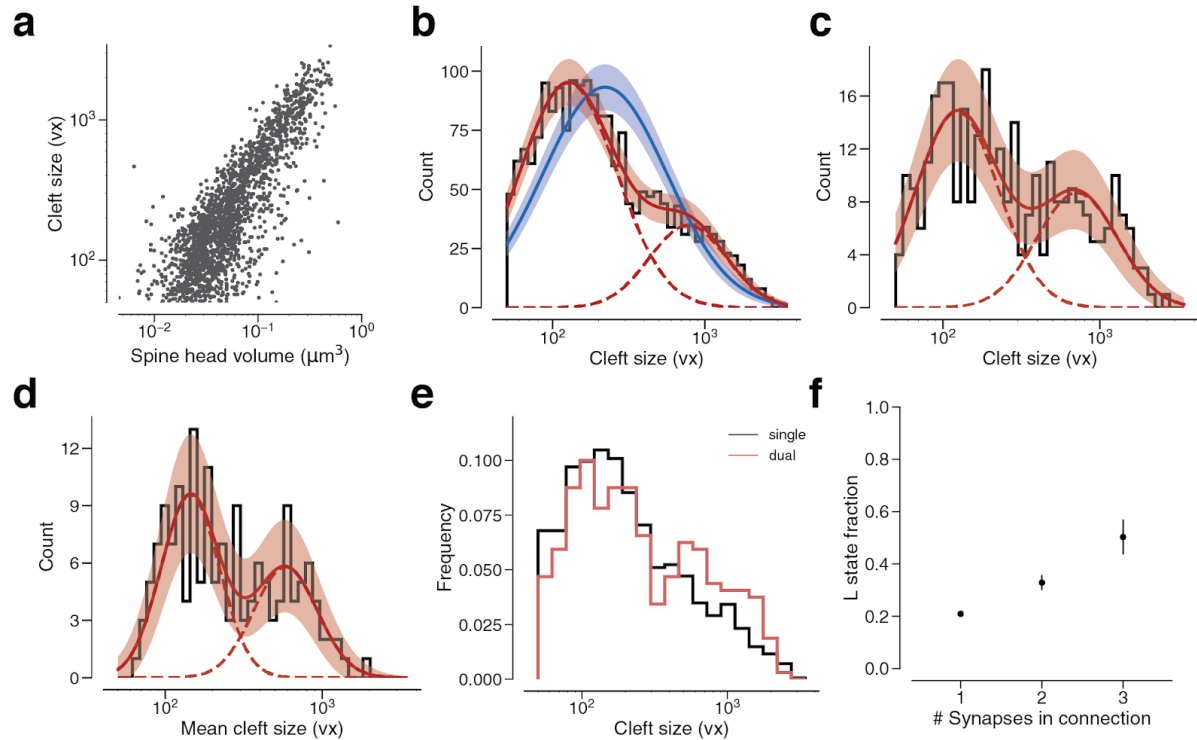 a
Cleft size (vx)
10³
10²
10⁻²
10⁻¹
10⁰
Spine head volume (μm³)
b
Count
100
75
50
25
0
10²
10³
Cleft size (vx)
c
Count
16
12
8
4
0
10²
10³
Cleft size (vx)
d
Count
12
9
6
3
0
10²
10³
Mean cleft size (vx)
e
single
dual
Frequency
0.100
0.075
0.050
0.025
0.000
10²
10³
Cleft size (vx)
f
L state fraction
1.0
0.8
0.6
0.4
0.2
0.0
1
2
3
# Synapses in connection